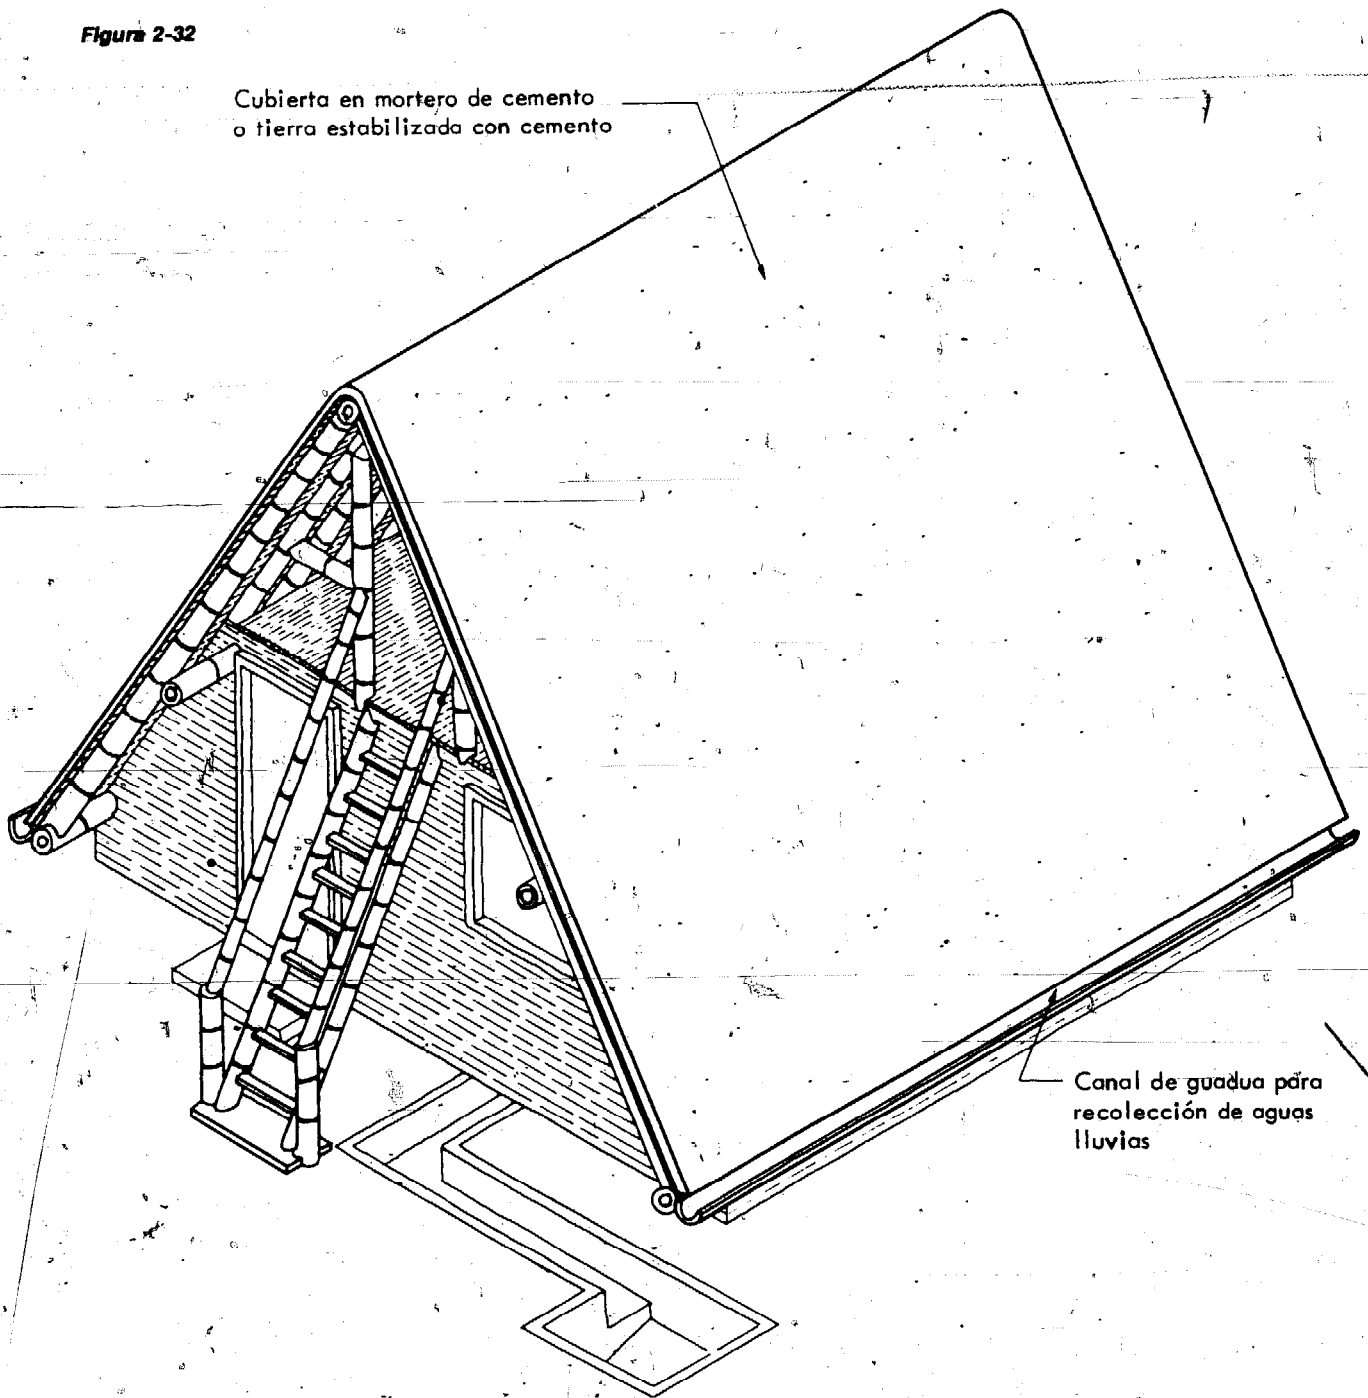 Figura 2-32
Cubierta en mortero de cemento
o tierra estabilizada con cemento
Canal de guadua para
recolección de aguas
lluvias